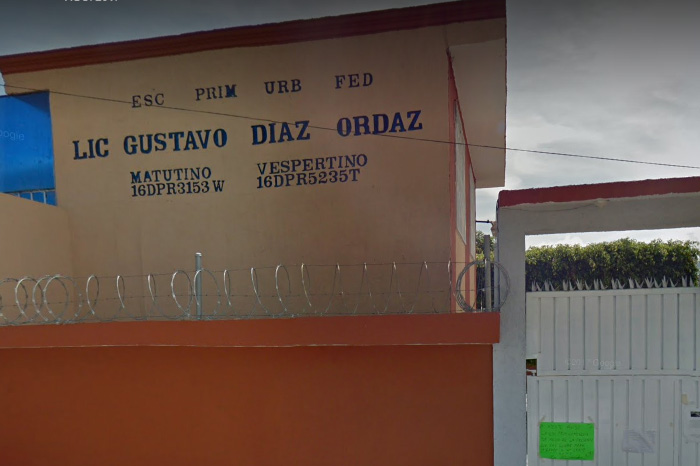 ESC PRIM URB FED
LIC GUSTAVO DIAZ ORDAZ
MATUTINO VESPERTINO
16DPR3153W 16DPR5235T